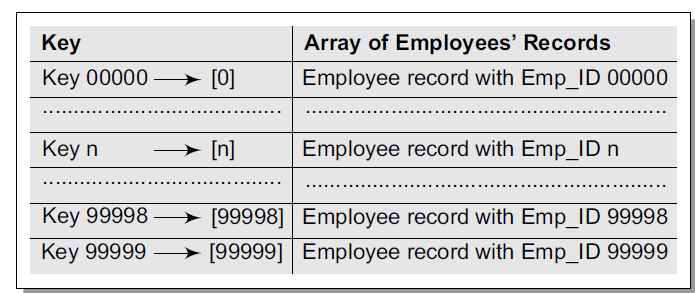 Key Array of Employees' Records
Key 00000 → [0] Employee record with Emp_ID 00000
........................................ ............................................................
Key n → [n] Employee record with Emp_ID n
........................................ ............................................................
Key 99998 → [99998] Employee record with Emp_ID 99998
Key 99999 → [99999] Employee record with Emp_ID 99999